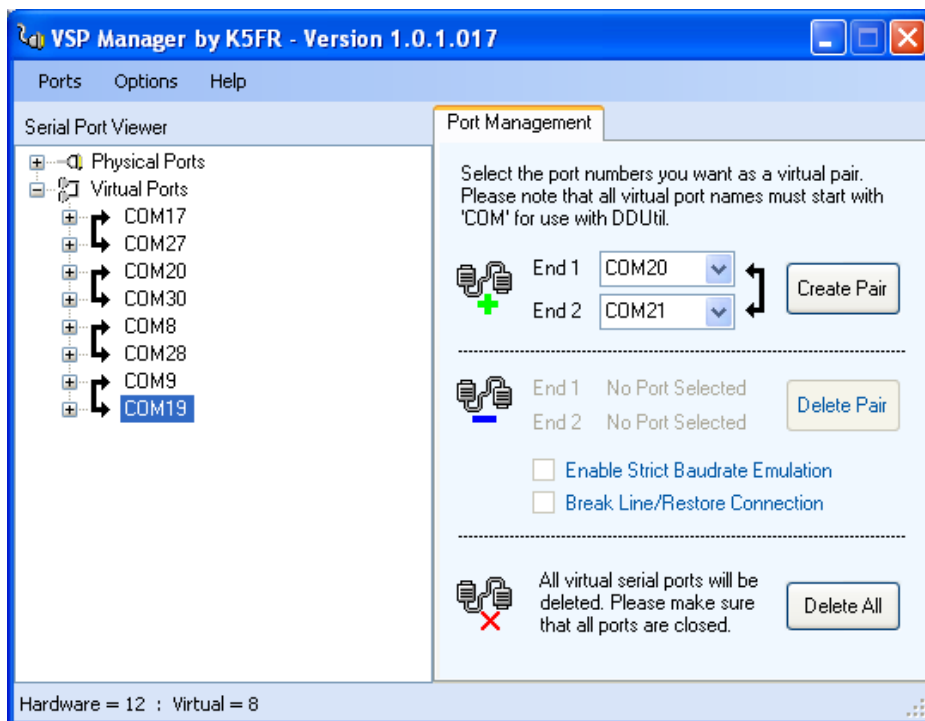 VSP Manager by K5FR - Version 1.0.1.017
Ports Options Help
Serial Port Viewer
Physical Ports
Virtual Ports
COM17
COM27
COM20
COM30
COM8
COM28
COM9
COM19
Port Management
Select the port numbers you want as a virtual pair.
Please note that all virtual port names must start with
'COM' for use with DDUtil.
End 1 COM20
End 2 COM21
Create Pair
End 1 No Port Selected
End 2 No Port Selected
Delete Pair
Enable Strict Baudrate Emulation
Break Line/Restore Connection
All virtual serial ports will be
deleted. Please make sure
that all ports are closed.
Delete All
Hardware = 12 : Virtual = 8